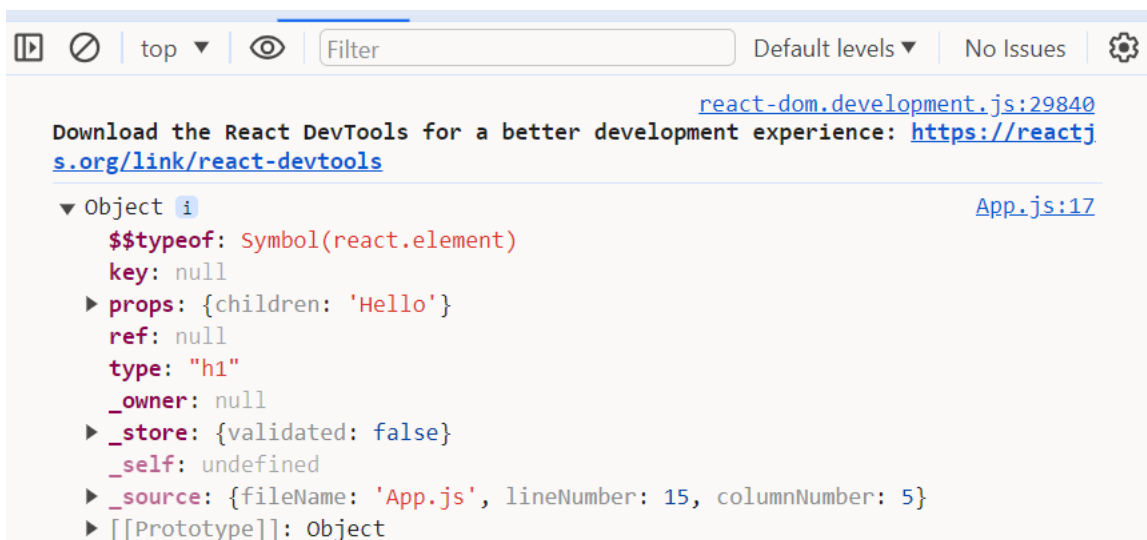 top ▼ Filter Default levels ▼ No Issues
react-dom.development.js:29840
Download the React DevTools for a better development experience: https://reactj
s.org/link/react-devtools
▼ Object i App.js:17
$$typeof: Symbol(react.element)
key: null
▶ props: {children: 'Hello'}
ref: null
type: "h1"
_owner: null
▶ _store: {validated: false}
_self: undefined
▶ _source: {fileName: 'App.js', lineNumber: 15, columnNumber: 5}
▶ [[Prototype]]: Object